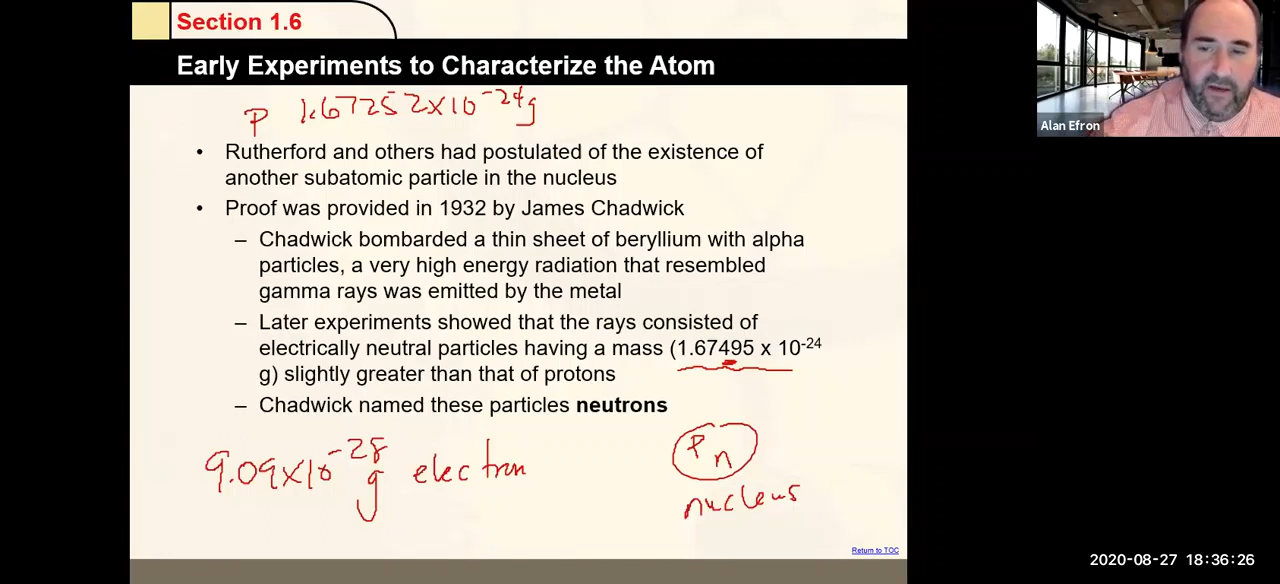 Section 1.6
Early Experiments to Characterize the Atom
P 1.67252 x 10⁻²⁴g
• Rutherford and others had postulated of the existence of
another subatomic particle in the nucleus
• Proof was provided in 1932 by James Chadwick
– Chadwick bombarded a thin sheet of beryllium with alpha
particles, a very high energy radiation that resembled
gamma rays was emitted by the metal
– Later experiments showed that the rays consisted of
electrically neutral particles having a mass (1.67495 x 10⁻²⁴
g) slightly greater than that of protons
– Chadwick named these particles neutrons
9.09x10⁻²⁸ g electron
P n
nucleus
Return to TOC
Alan Efron
2020-08-27 18:36:26